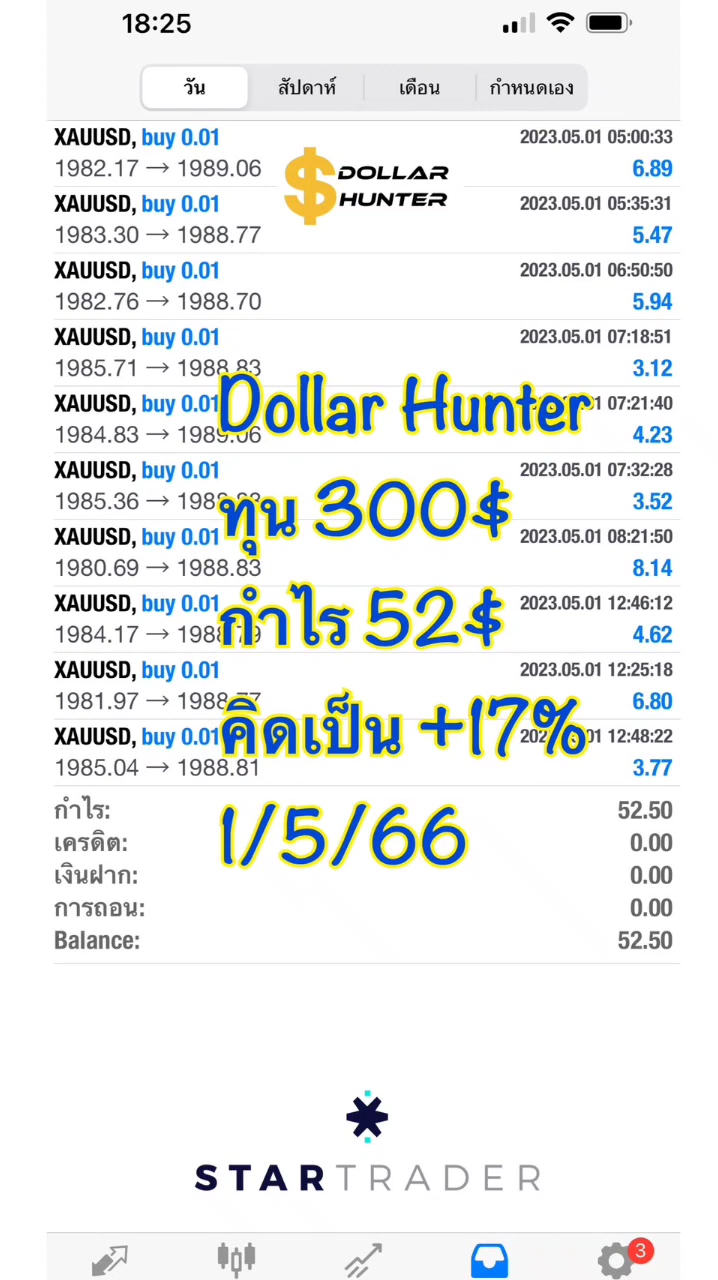 18:25
วัน สัปดาห์ เดือน กำหนดเอง
XAUUSD, buy 0.01 2023.05.01 05:00:33
1982.17 → 1989.06 6.89
$ DOLLAR
HUNTER
XAUUSD, buy 0.01 2023.05.01 05:35:31
1983.30 → 1988.77 5.47
XAUUSD, buy 0.01 2023.05.01 06:50:50
1982.76 → 1988.70 5.94
XAUUSD, buy 0.01 2023.05.01 07:18:51
1985.71 → 1988.83 3.12
Dollar Hunter
XAUUSD, buy 0.01 07:21:40
1984.83 → 1989.06 4.23
XAUUSD, buy 0.01 2023.05.01 07:32:28
1985.36 → 3.52
ทุน 300$
XAUUSD, buy 0.01 2023.05.01 08:21:50
1980.69 → 1988.83 8.14
XAUUSD, buy 0.01 2023.05.01 12:46:12
1984.17 → 4.62
กำไร 52$
XAUUSD, buy 0.01 2023.05.01 12:25:18
1981.97 → 1988.77 6.80
คิดเป็น +17%
XAUUSD, buy 0.01 12:48:22
1985.04 → 1988.81 3.77
1/5/66
กำไร: 52.50
เครดิต: 0.00
เงินฝาก: 0.00
การถอน: 0.00
Balance: 52.50
STARTRADER
3